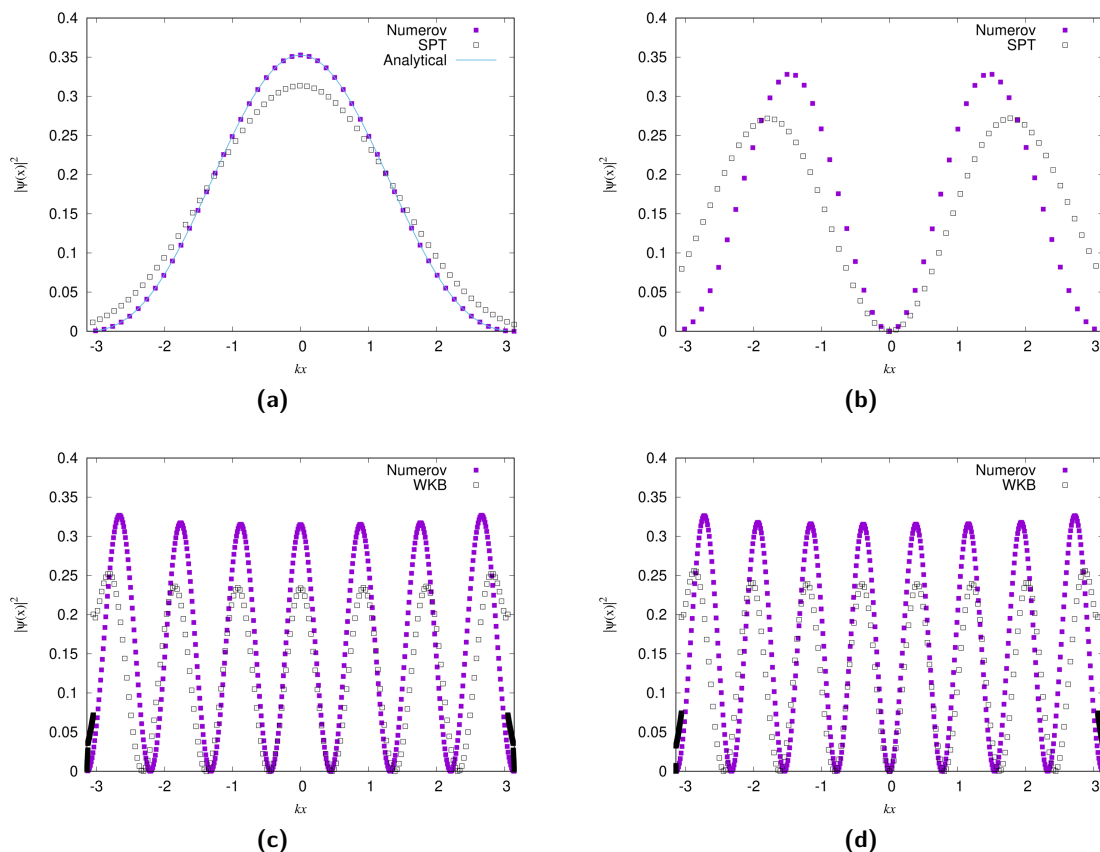 0.4
0.35
0.3
0.25
0.2
0.15
0.1
0.05
0
|ψ(x)|²
Numerov
SPT
Analytical
-3 -2 -1 0 1 2 3
kx
(a)
0.4
0.35
0.3
0.25
0.2
0.15
0.1
0.05
0
|ψ(x)|²
Numerov
SPT
-3 -2 -1 0 1 2 3
kx
(b)
0.4
0.35
0.3
0.25
0.2
0.15
0.1
0.05
0
|ψ(x)|²
Numerov
WKB
-3 -2 -1 0 1 2 3
kx
(c)
0.4
0.35
0.3
0.25
0.2
0.15
0.1
0.05
0
|ψ(x)|²
Numerov
WKB
-3 -2 -1 0 1 2 3
kx
(d)